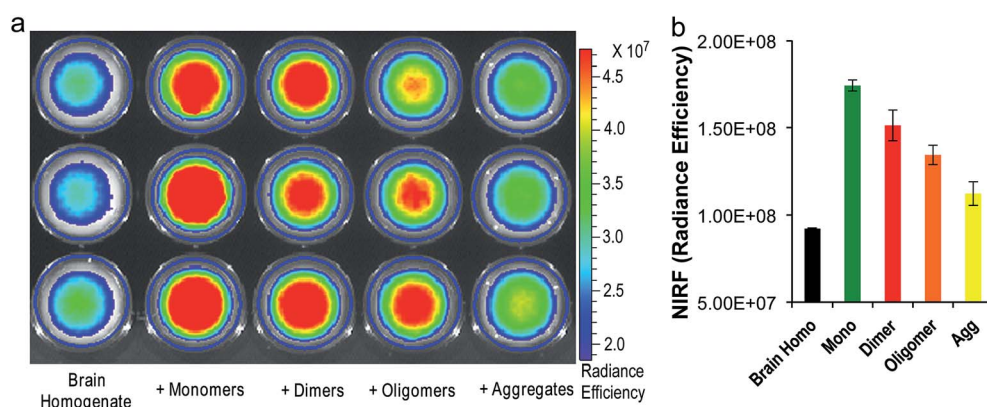 a
X 10⁷
4.5
4.0
3.5
3.0
2.5
2.0
Radiance
Efficiency
Brain
Homogenate
+ Monomers
+ Dimers
+ Oligomers
+ Aggregates
b
NIRF (Radiance Efficiency)
2.00E+08
1.50E+08
1.00E+08
5.00E+07
Brain Homo
Mono
Dimer
Oligomer
Agg